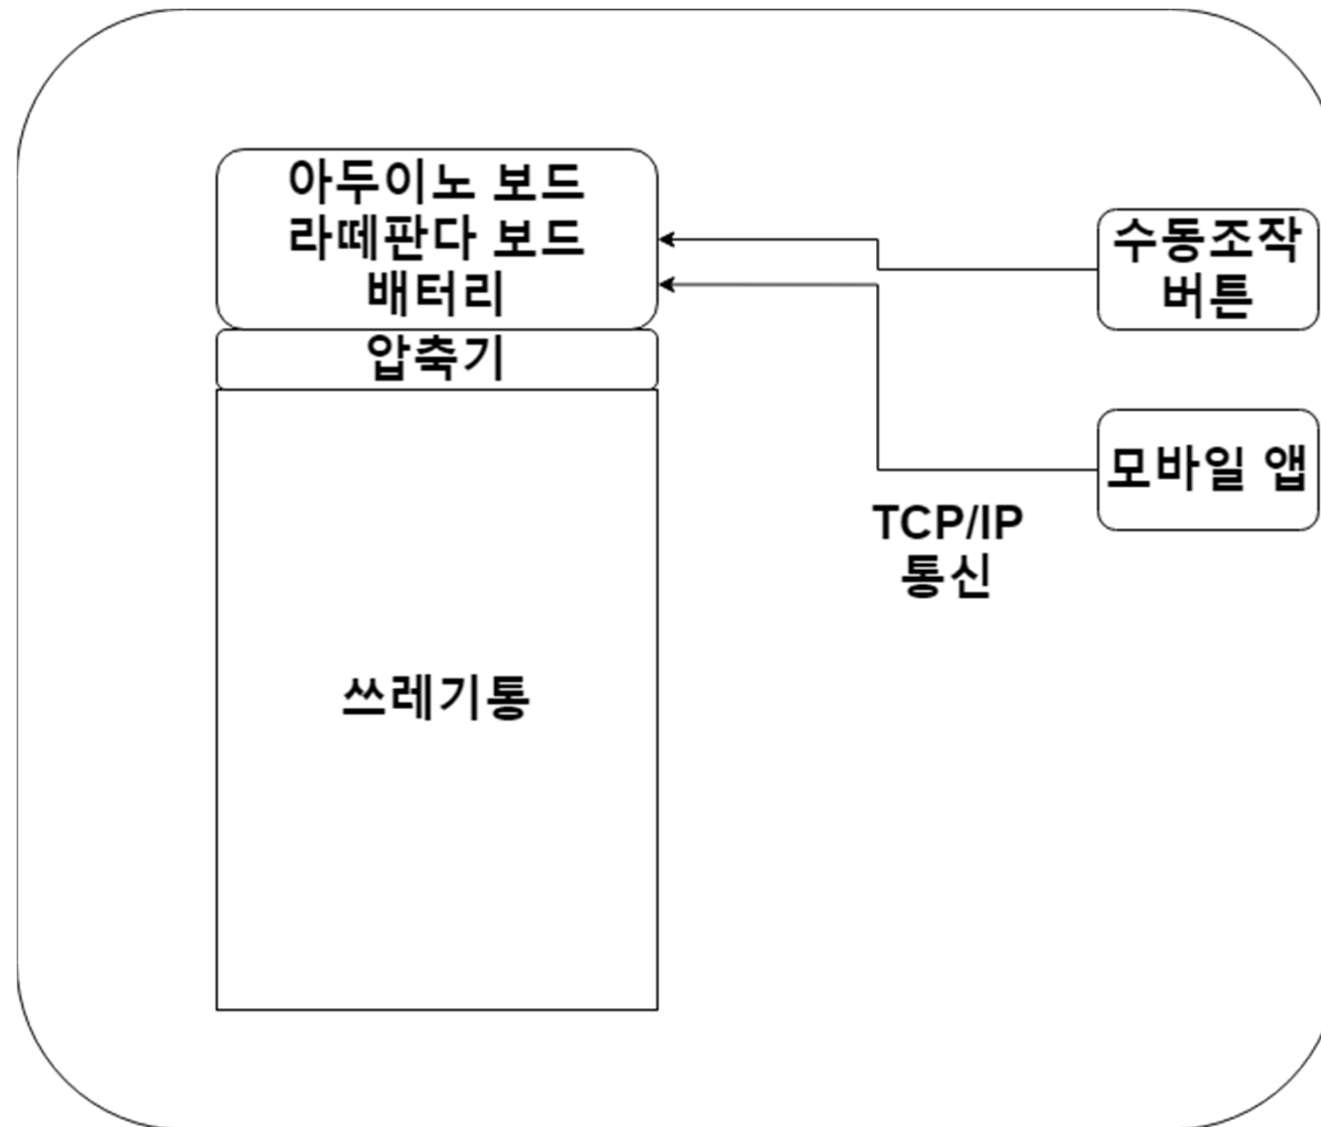 아두이노 보드
라떼판다 보드
배터리
압축기
쓰레기통
수동조작
버튼
모바일 앱
TCP/IP
통신